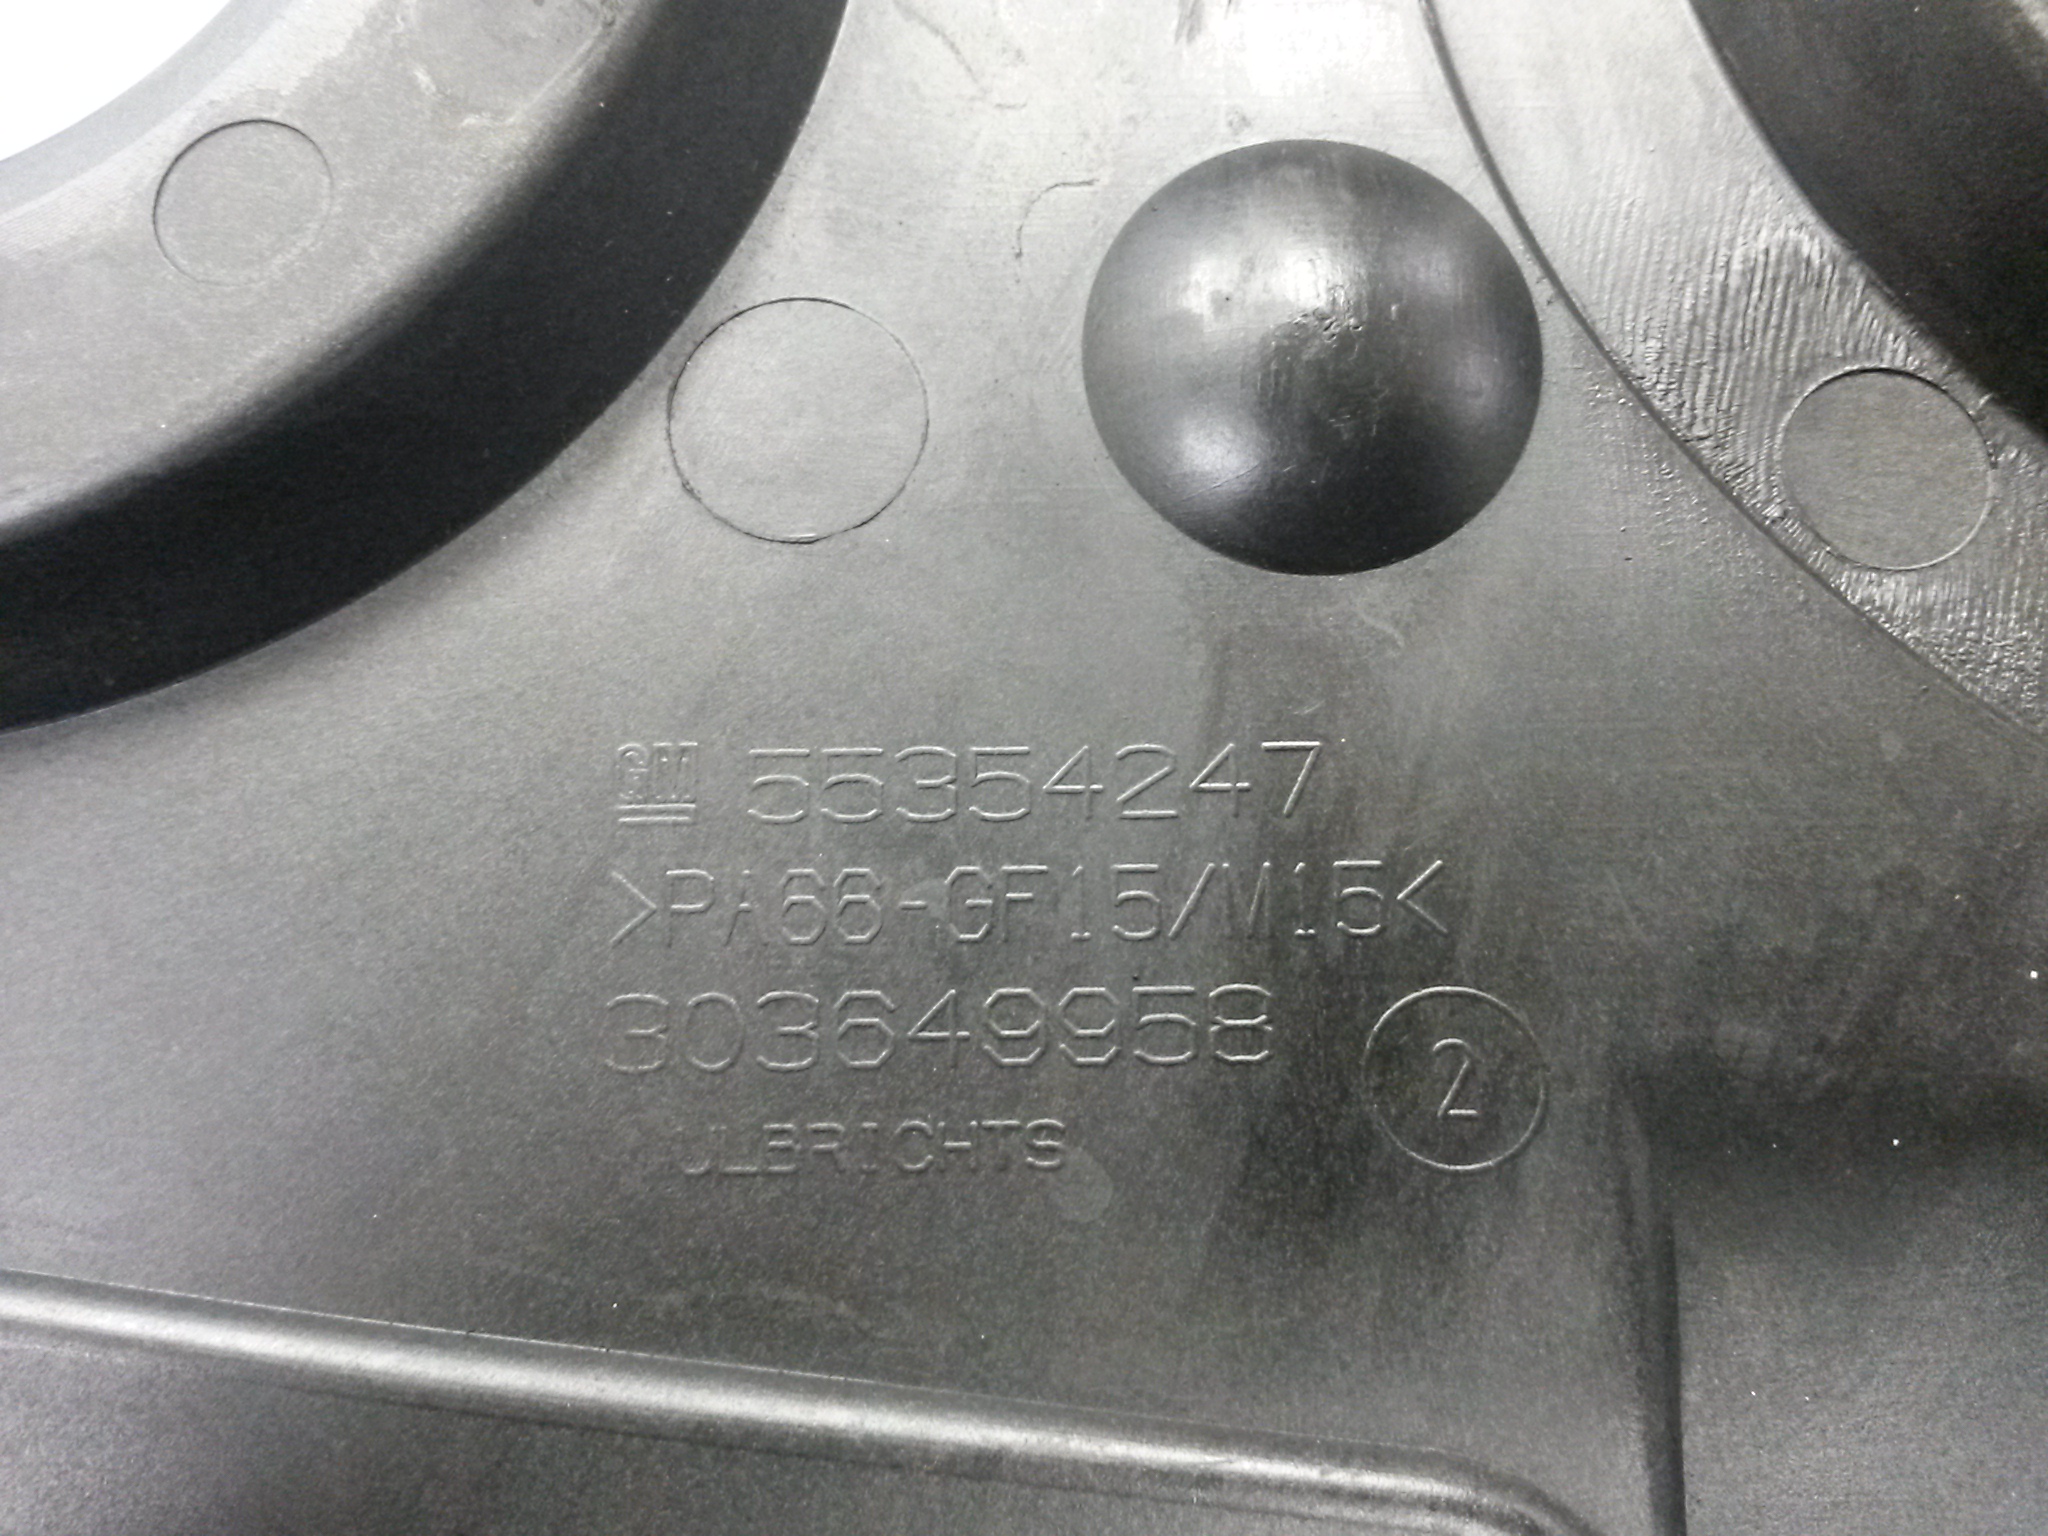 GM 55354247
>PA66-GF15/M15<
303649958
2
ULBRICHTS